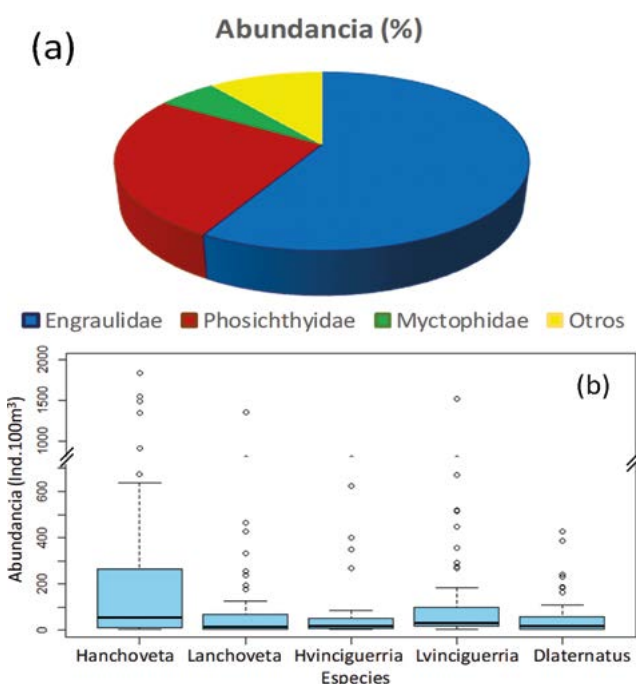 (a)
Abundancia (%)
Engraulidae Phosichthyidae Myctophidae Otros
(b)
Abundancia (Ind.100m³)
2000
1500
1000
600
400
200
0
Hanchoveta Lanchoveta Hvinciguerria Lvinciguerria Dlaternatus
Especies